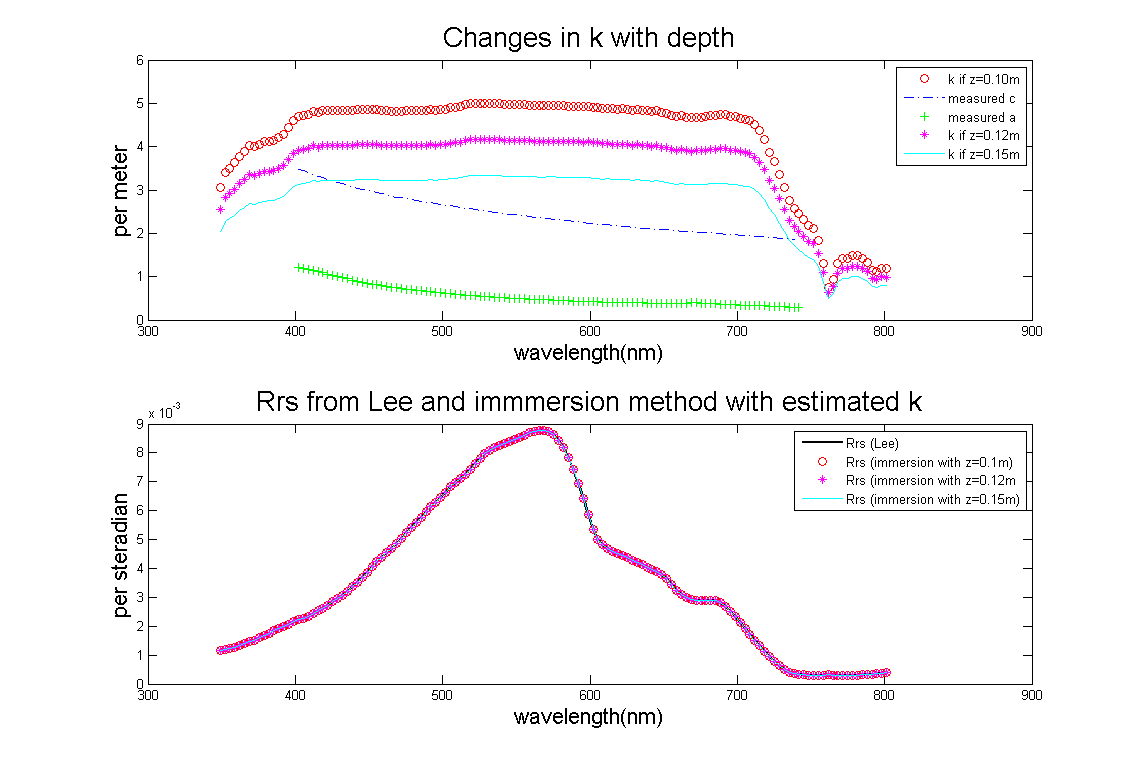 Changes in k with depth
6
5
4
3
2
1
0
per meter
k if z=0.10m
measured c
measured a
k if z=0.12m
k if z=0.15m
300 400 500 600 700 800 900
wavelength(nm)
Rrs from Lee and immmersion method with estimated k
x 10-3
9
8
7
6
5
4
3
2
1
0
per steradian
Rrs (Lee)
Rrs (immersion with z=0.1m)
Rrs (immersion with z=0.12m
Rrs (immersion with z=0.15m)
300 400 500 600 700 800 900
wavelength(nm)